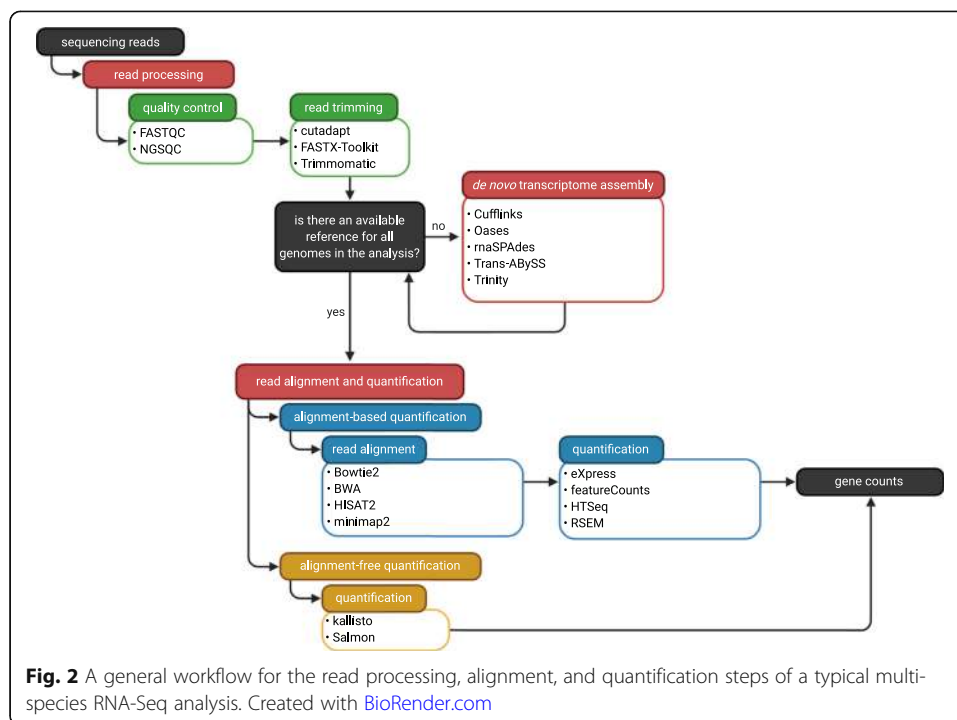 sequencing reads
read processing
quality control
• FASTQC
• NGSQC
read trimming
• cutadapt
• FASTX-Toolkit
• Trimmomatic
is there an available
reference for all
genomes in the analysis?
no
de novo transcriptome assembly
• Cufflinks
• Oases
• rnaSPAdes
• Trans-ABySS
• Trinity
yes
read alignment and quantification
alignment-based quantification
read alignment
• Bowtie2
• BWA
• HISAT2
• minimap2
quantification
• eXpress
• featureCounts
• HTSeq
• RSEM
gene counts
alignment-free quantification
quantification
• kallisto
• Salmon
Fig. 2 A general workflow for the read processing, alignment, and quantification steps of a typical multi-
species RNA-Seq analysis. Created with BioRender.com